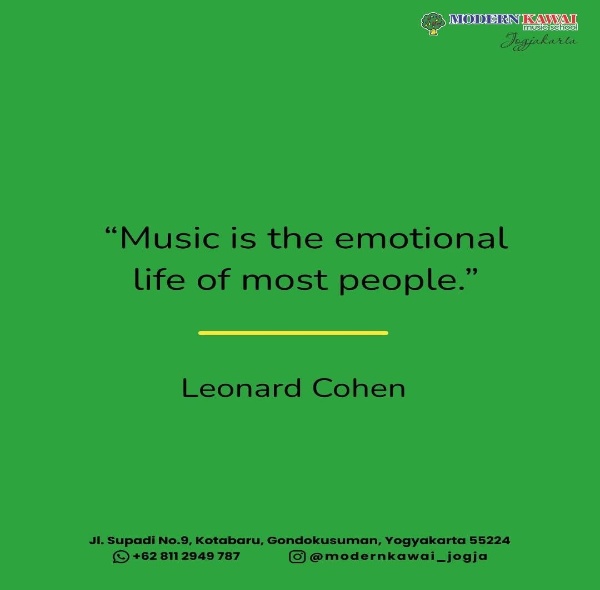 MODERN KAWAI
music school
Jogjakarta
“Music is the emotional
life of most people.”
Leonard Cohen
Jl. Supadi No.9, Kotabaru, Gondokusuman, Yogyakarta 55224
+62 811 2949 787 @modernkawai_jogja